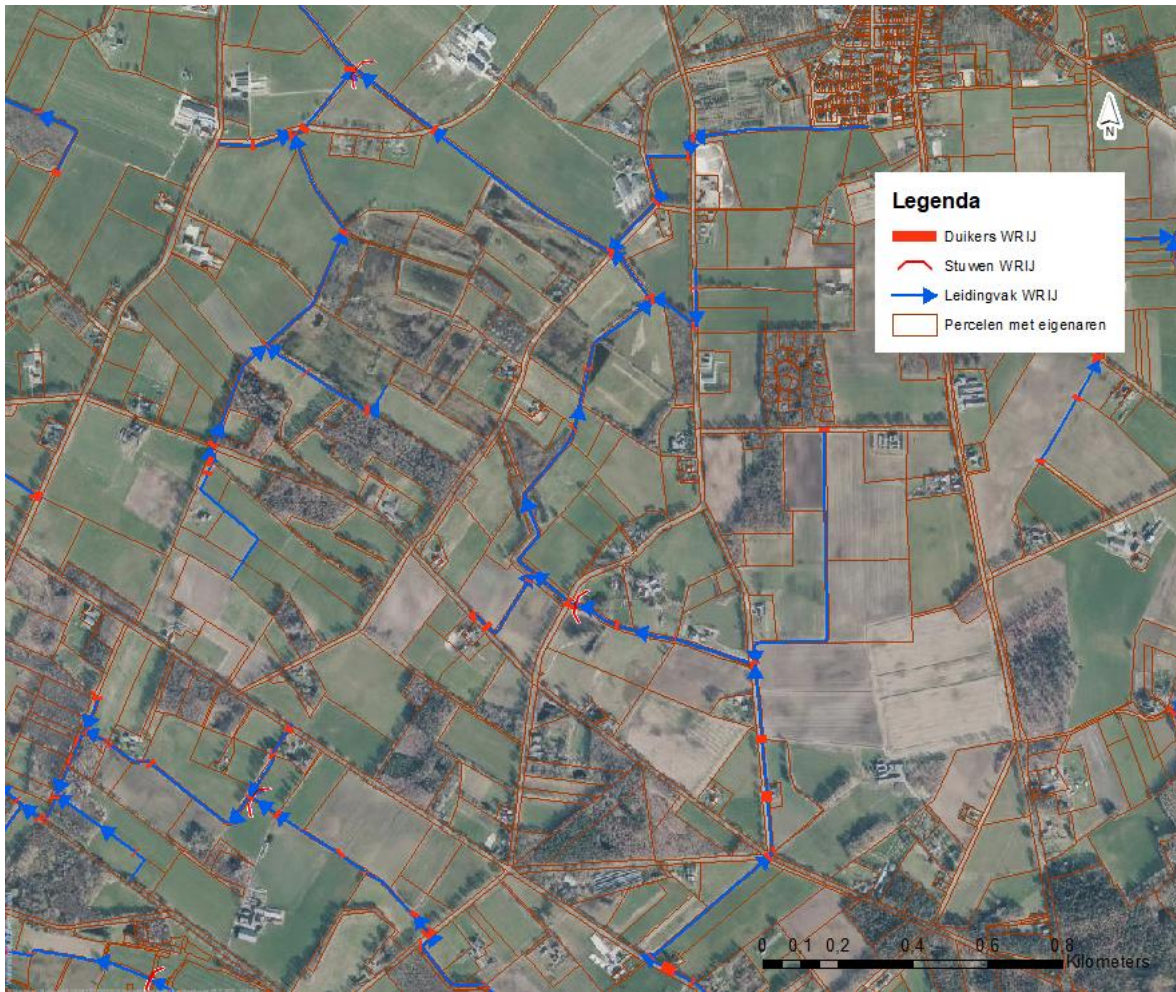 N
Legenda
Duikers WRIJ
Stuwen WRIJ
Leidingvak WRIJ
Percelen met eigenaren
0 0.1 0.2 0.4 0.6 0.8
Kilometers